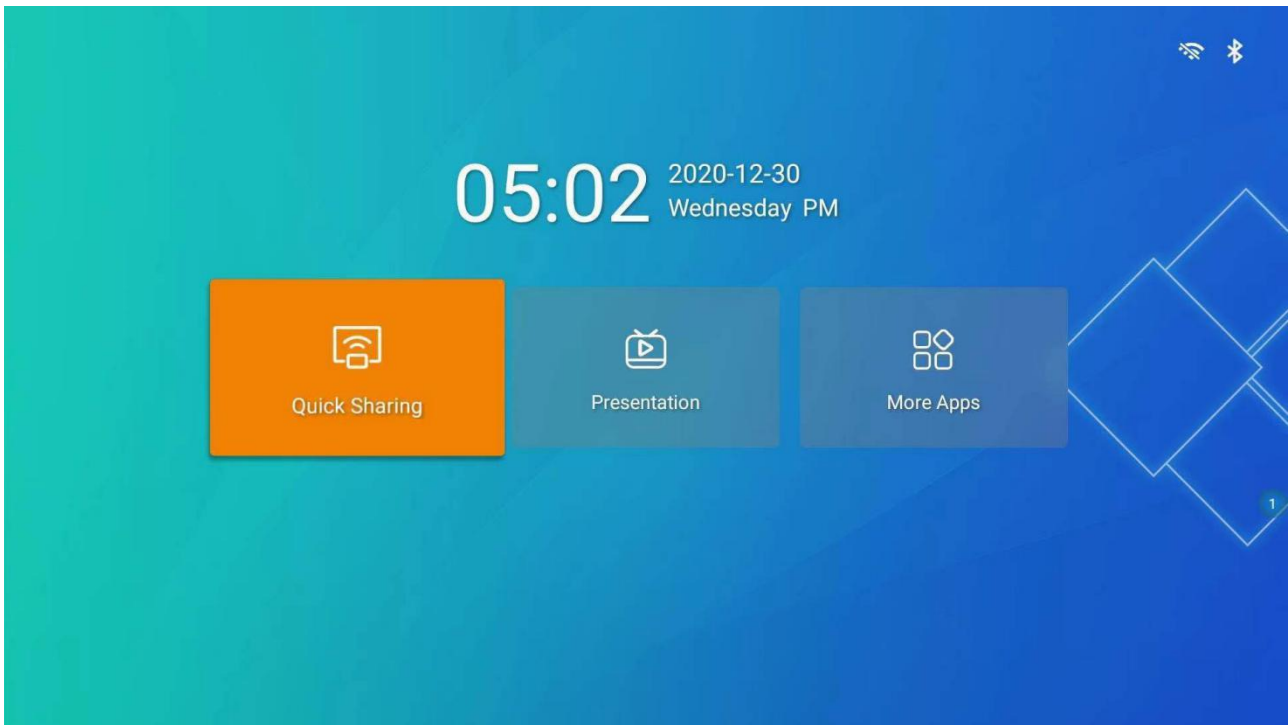 05:02
2020-12-30
Wednesday PM
Quick Sharing
Presentation
More Apps
1